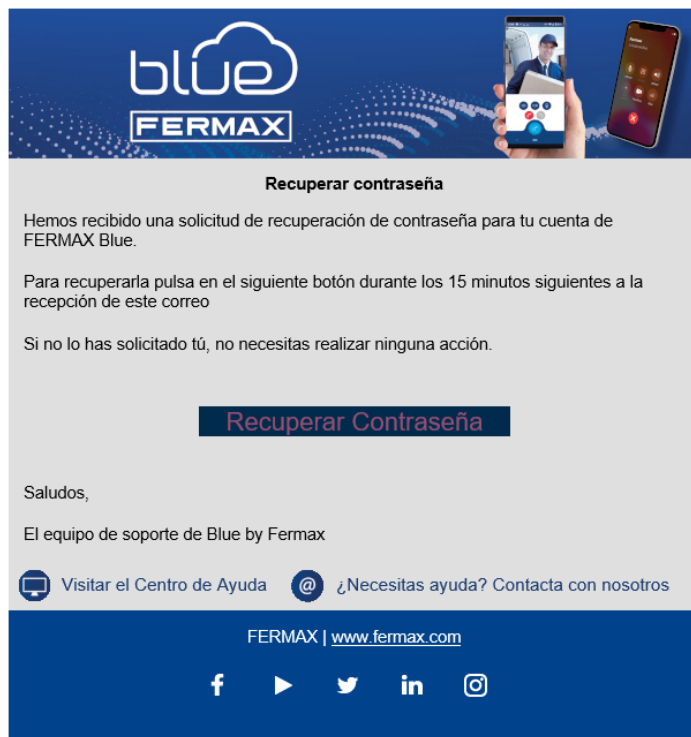 blue
FERMAX
Recuperar contraseña
Hemos recibido una solicitud de recuperación de contraseña para tu cuenta de
FERMAX Blue.
Para recuperarla pulsa en el siguiente botón durante los 15 minutos siguientes a la
recepción de este correo
Si no lo has solicitado tú, no necesitas realizar ninguna acción.
Recuperar Contraseña
Saludos,
El equipo de soporte de Blue by Fermax
Visitar el Centro de Ayuda @ ¿Necesitas ayuda? Contacta con nosotros
FERMAX | www.fermax.com